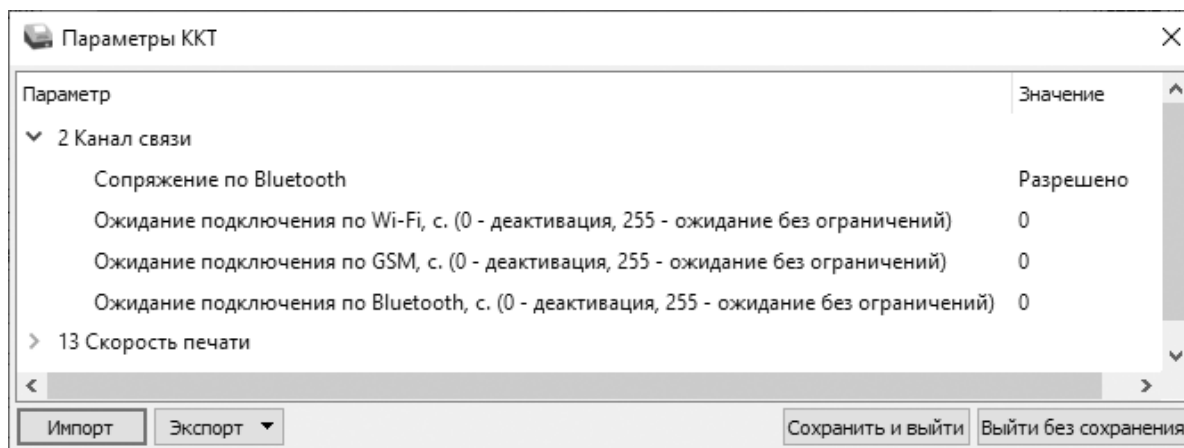 Параметры ККТ
Параметр Значение
2 Канал связи
Сопряжение по Bluetooth Разрешено
Ожидание подключения по Wi-Fi, с. (0 - деактивация, 255 - ожидание без ограничений) 0
Ожидание подключения по GSM, с. (0 - деактивация, 255 - ожидание без ограничений) 0
Ожидание подключения по Bluetooth, с. (0 - деактивация, 255 - ожидание без ограничений) 0
13 Скорость печати
Импорт Экспорт Сохранить и выйти Выйти без сохранения